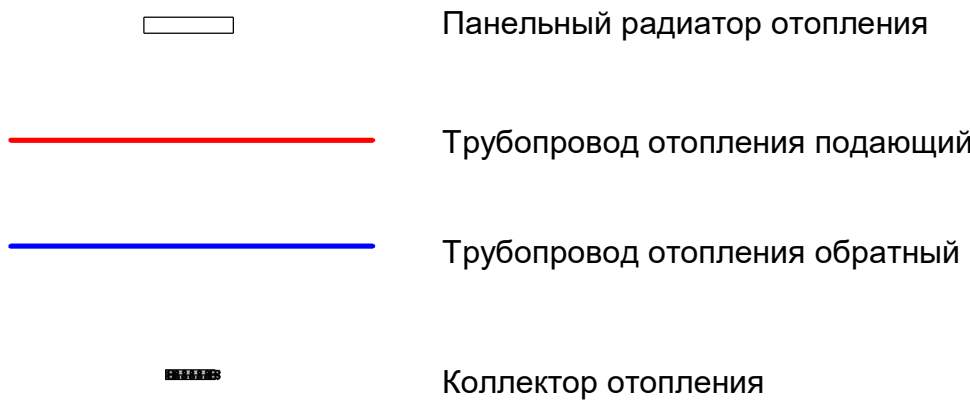 Панельный радиатор отопления
Трубопровод отопления подающий
Трубопровод отопления обратный
Коллектор отопления